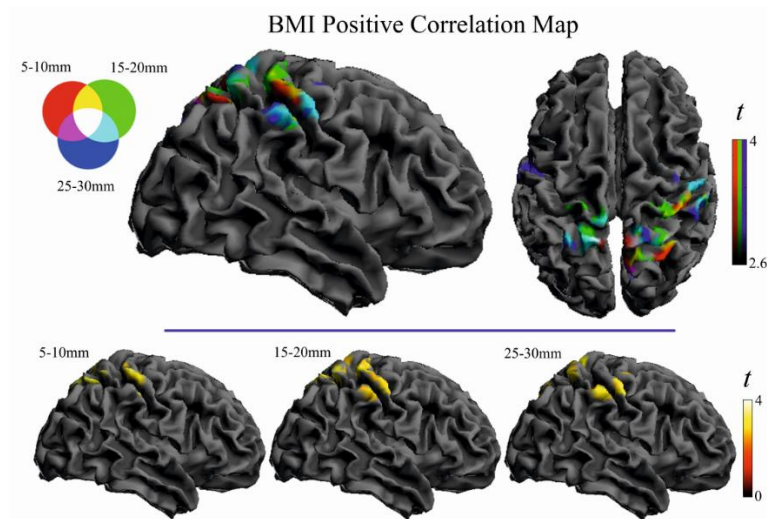 BMI Positive Correlation Map
5-10mm
15-20mm
25-30mm
t
4
2.6
5-10mm
15-20mm
25-30mm
t
4
0